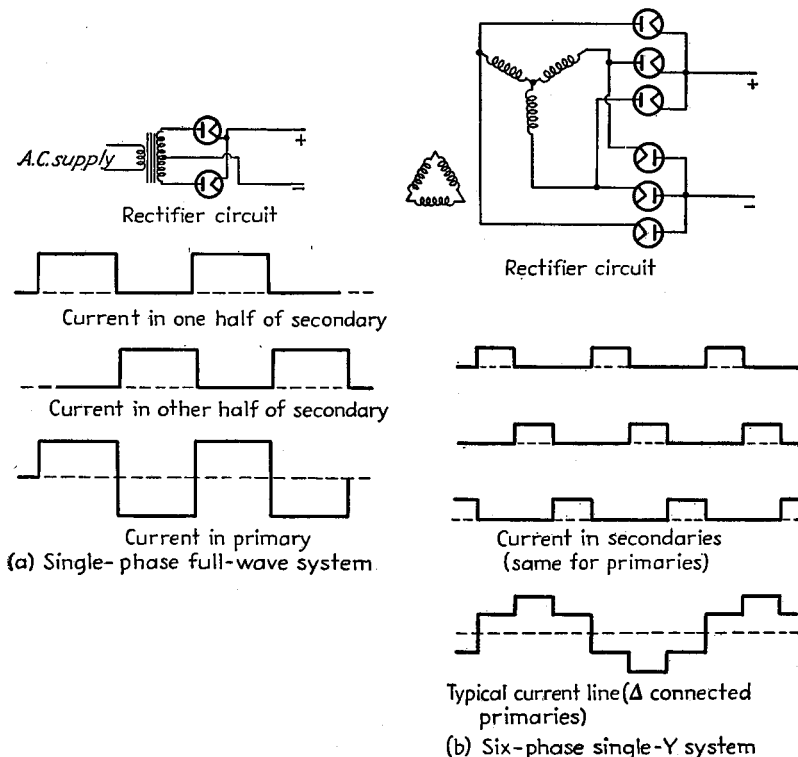 A.C. supply
+
=
Rectifier circuit
Current in one half of secondary
Current in other half of secondary
Current in primary
(a) Single-phase full-wave system
+
−
Rectifier circuit
Current in secondaries
(same for primaries)
Typical current line (Δ connected
primaries)
(b) Six-phase single-Y system